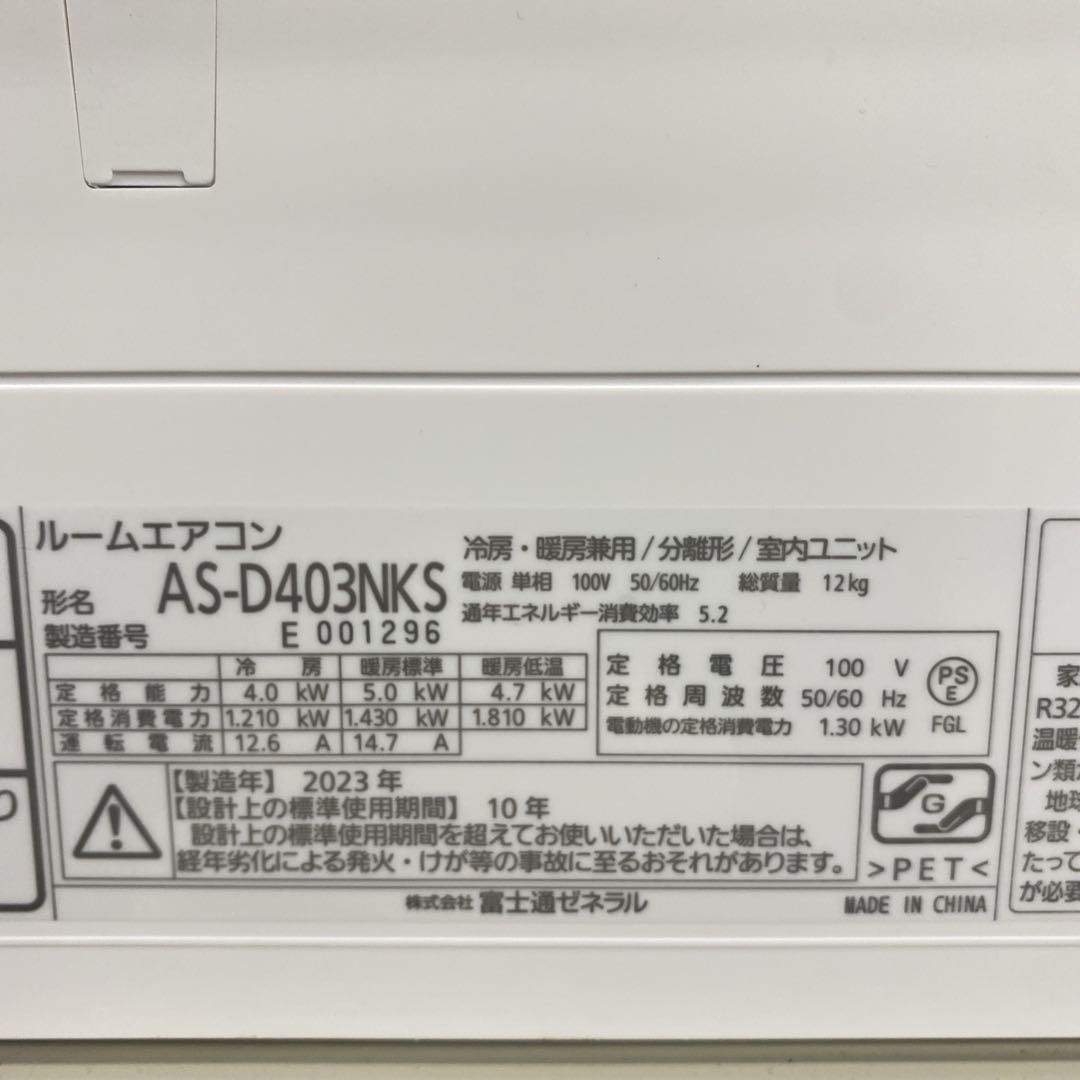 ルームエアコン
形名 AS-D403NKS
製造番号 E 001296
冷房・暖房兼用/分離形/室内ユニット
電源 単相 100V 50/60Hz 総質量 12kg
通年エネルギー消費効率 5.2
冷房 暖房標準 暖房低温
定格能力 4.0 kW 5.0 kW 4.7 kW
定格消費電力 1.210 kW 1.430 kW 1.810 kW
運転電流 12.6 A 14.7 A
定格電圧 100 V
定格周波数 50/60 Hz
電動機の定格消費電力 1.30 kW
PS
E
FGL
【製造年】 2023 年
【設計上の標準使用期間】 10 年
設計上の標準使用期間を超えてお使いいただいた場合は、
経年劣化による発火・けが等の事故に至るおそれがあります。
G
>PET<
株式会社 富士通ゼネラル
MADE IN CHINA
家
R32
温暖
ン類
地球
移設・
たって
が必要